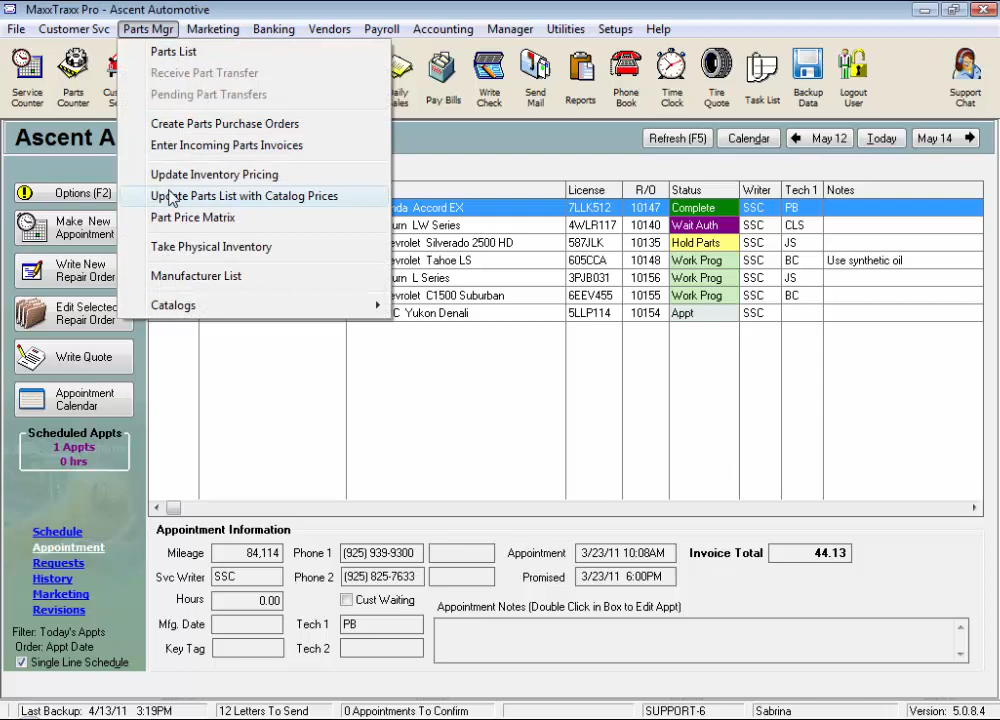 MaxxTraxx Pro - Ascent Automotive
File Customer Svc Parts Mgr Marketing Banking Vendors Payroll Accounting Manager Utilities Setups Help
Service Counter
Parts Counter
Pay Bills
Write Check
Send Mail
Reports
Phone Book
Time Clock
Tire Quote
Task List
Backup Data
Logout User
Support Chat
Parts List
Receive Part Transfer
Pending Part Transfers
Create Parts Purchase Orders
Enter Incoming Parts Invoices
Update Inventory Pricing
Update Parts List with Catalog Prices
Part Price Matrix
Take Physical Inventory
Manufacturer List
Catalogs
Ascent A
Refresh (F5) Calendar May 12 Today May 14
Options (F2)
Make New Appointment
Write New Repair Order
Edit Selected Repair Order
Write Quote
Appointment Calendar
Scheduled Appts
1 Appts
0 hrs
License R/O Status Writer Tech 1 Notes
nda Accord EX 7LLK512 10147 Complete SSC PB
urn LW Series 4WLR117 10140 Wait Auth SSC CLS
evrolet Silverado 2500 HD 587JLK 10135 Hold Parts SSC JS
evrolet Tahoe LS 605CCA 10148 Work Prog SSC BC Use synthetic oil
urn L Series 3PJB031 10156 Work Prog SSC JS
evrolet C1500 Suburban 6EEV455 10155 Work Prog SSC BC
C Yukon Denali 5LLP114 10154 Appt SSC
Schedule
Appointment
Requests
History
Marketing
Revisions
Filter: Today's Appts
Order: Appt Date
Single Line Schedule
Appointment Information
Mileage 84,114 Phone 1 (925) 939-9300 Appointment 3/23/11 10:08AM Invoice Total 44.13
Svc Writer SSC Phone 2 (925) 825-7633 Promised 3/23/11 6:00PM
Hours 0.00 Cust Waiting Appointment Notes (Double Click in Box to Edit Appt)
Mfg. Date Tech 1 PB
Key Tag Tech 2
Last Backup: 4/13/11 3:19PM 12 Letters To Send 0 Appointments To Confirm SUPPORT-6 Sabrina Version: 5.0.8.4